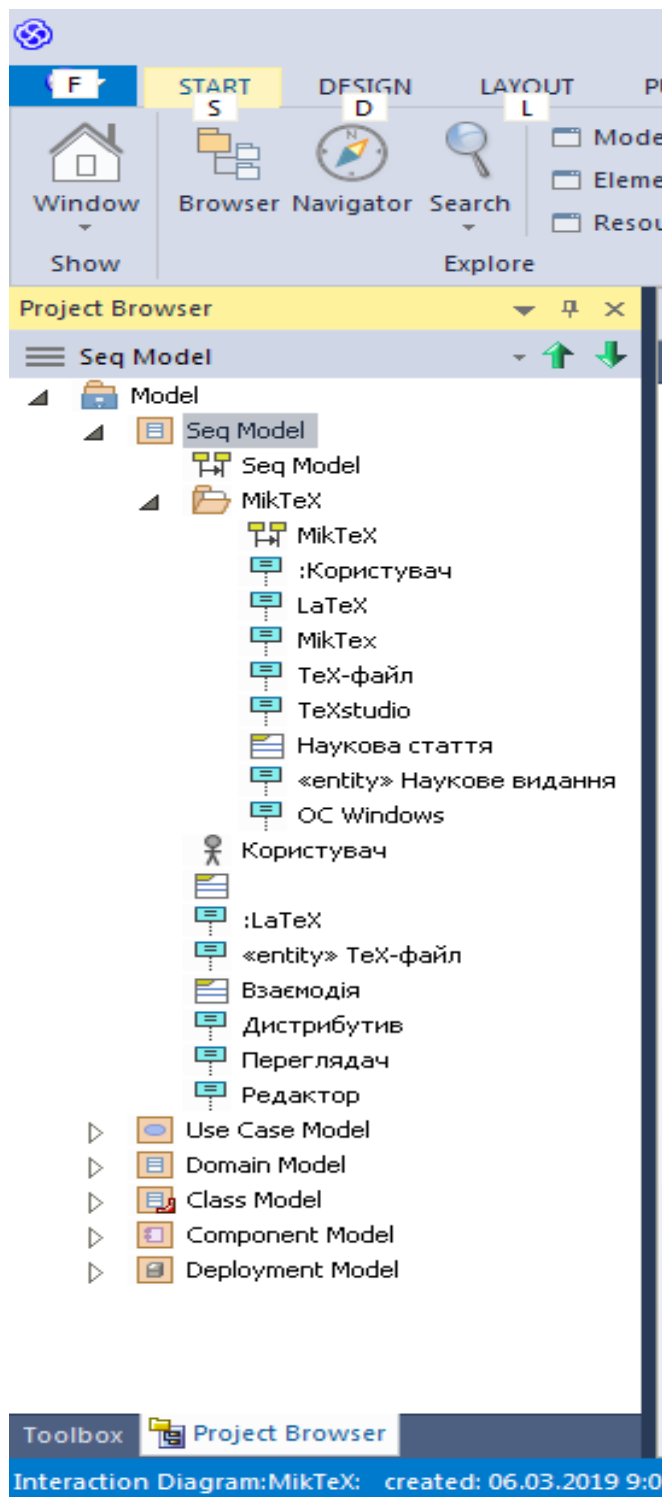 F
START DESIGN LAYOUT
S D L
Window Browser Navigator Search
Show Explore
Project Browser
Seq Model
Model
Seq Model
Seq Model
MikTeX
MikTeX
:Користувач
LaTeX
MikTex
TeX-файл
TeXstudio
Наукова стаття
«entity» Наукове видання
ОС Windows
Користувач
:LaTeX
«entity» TeX-файл
Взаємодія
Дистрибутив
Переглядач
Редактор
Use Case Model
Domain Model
Class Model
Component Model
Deployment Model
Toolbox Project Browser
Interaction Diagram:MikTeX: created: 06.03.2019 9:0